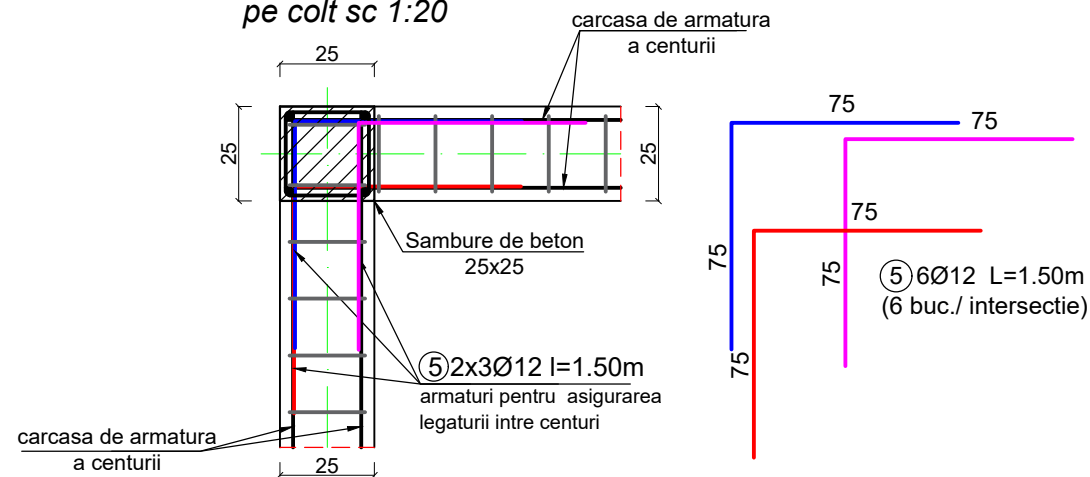 pe colt sc 1:20
carcasa de armatura
a centurii
25
25
25
Sambure de beton
25x25
5 2x3Ø12 l=1.50m
armaturi pentru asigurarea
legaturii intre centuri
carcasa de armatura
a centurii
25
75
75
75
75
75
75
5 6Ø12 L=1.50m
(6 buc./ intersectie)